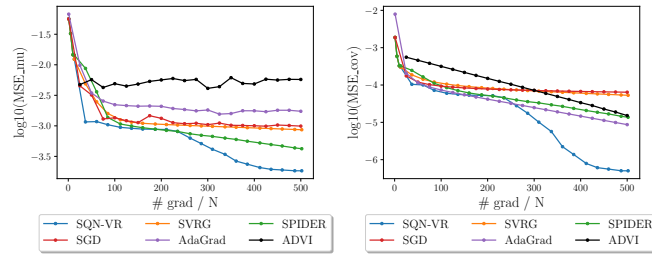 log10(MSE_mu)
−1.5
−2.0
−2.5
−3.0
−3.5
0 100 200 300 400 500
# grad / N
SQN-VR SVRG SPIDER
SGD AdaGrad ADVI
log10(MSE_cov)
−2
−3
−4
−5
−6
0 100 200 300 400 500
# grad / N
SQN-VR SVRG SPIDER
SGD AdaGrad ADVI